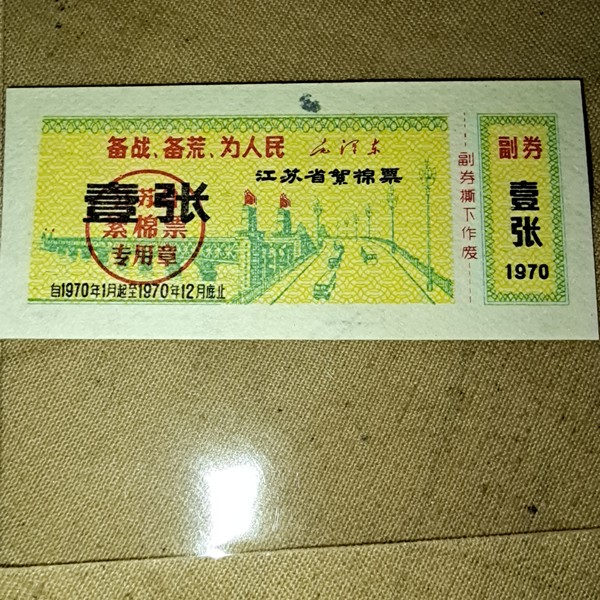 备战、备荒、为人民 毛泽东
江苏省絮棉票
壹张
絮棉票
专用章
自1970年1月起至1970年12月底止
副券撕下作废
副券
壹张
1970